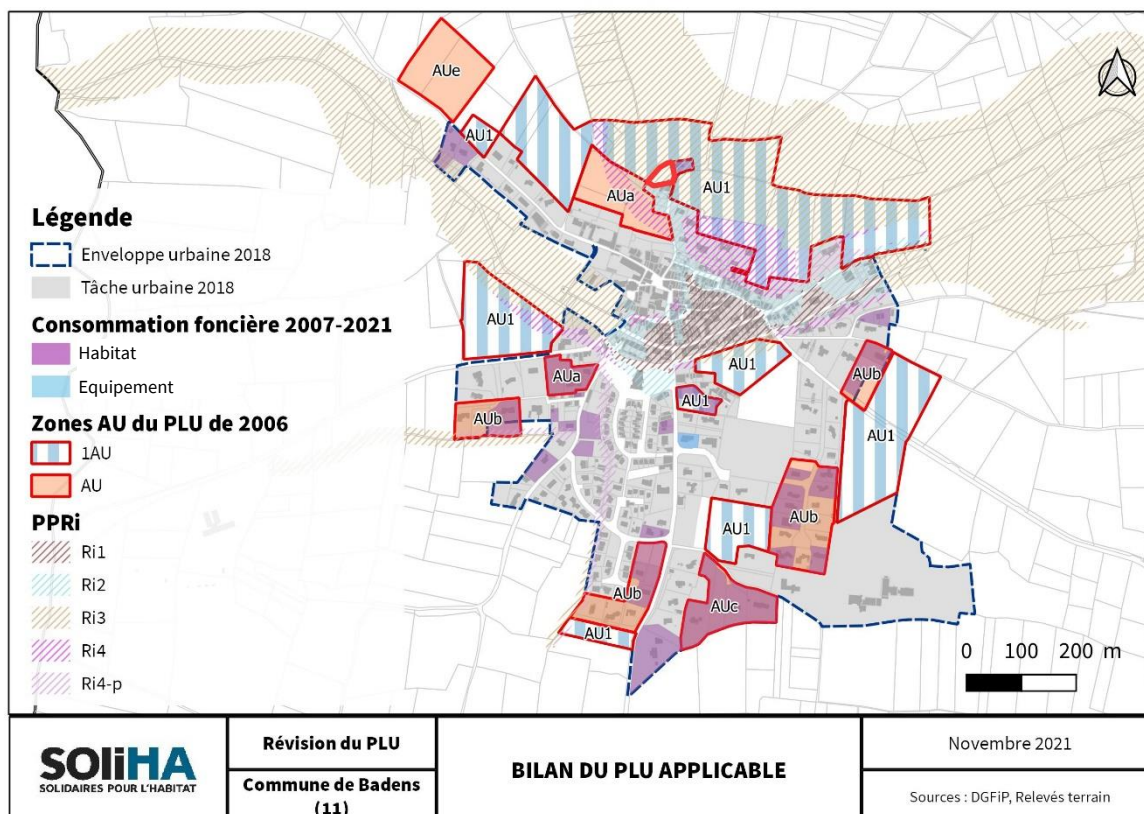 AUe
AU1
AUa
AU1
AU1
AUa
AU1
AUb
AUb
AU1
AU1
AUb
AU1
AUb
AUc
AU1
Légende
Enveloppe urbaine 2018
Tâche urbaine 2018
Consommation foncière 2007-2021
Habitat
Equipement
Zones AU du PLU de 2006
1AU
AU
PPRi
Ri1
Ri2
Ri3
Ri4
Ri4-p
0 100 200 m
SOLiHA
SOLIDAIRES POUR L'HABITAT
Révision du PLU
Commune de Badens
(11)
BILAN DU PLU APPLICABLE
Novembre 2021
Sources : DGFiP, Relevés terrain